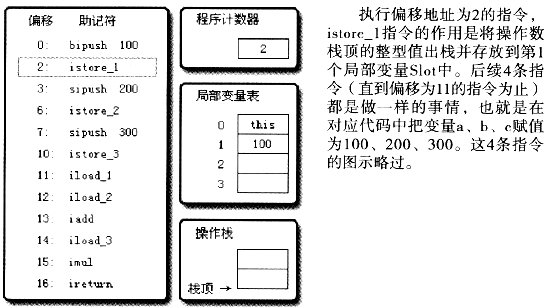 偏移 助记符
0: bipush 100
2: istore_1
3: sipush 200
6: istore_2
7: sipush 300
10: istore_3
11: iload_1
12: iload_2
13: iadd
14: iload_3
15: imul
16: ireturn
程序计数器
2
局部变量表
0 this
1 100
2
3
操作栈
栈顶 →
执行偏移地址为2的指令，
istore_1指令的作用是将操作数
栈顶的整型值出栈并存放到第1
个局部变量Slot中。后续4条指
令（直到偏移为11的指令为止）
都是做一样的事情，也就是在
对应代码中把变量a、b、c赋值
为100、200、300。这4条指令
的图示略过。